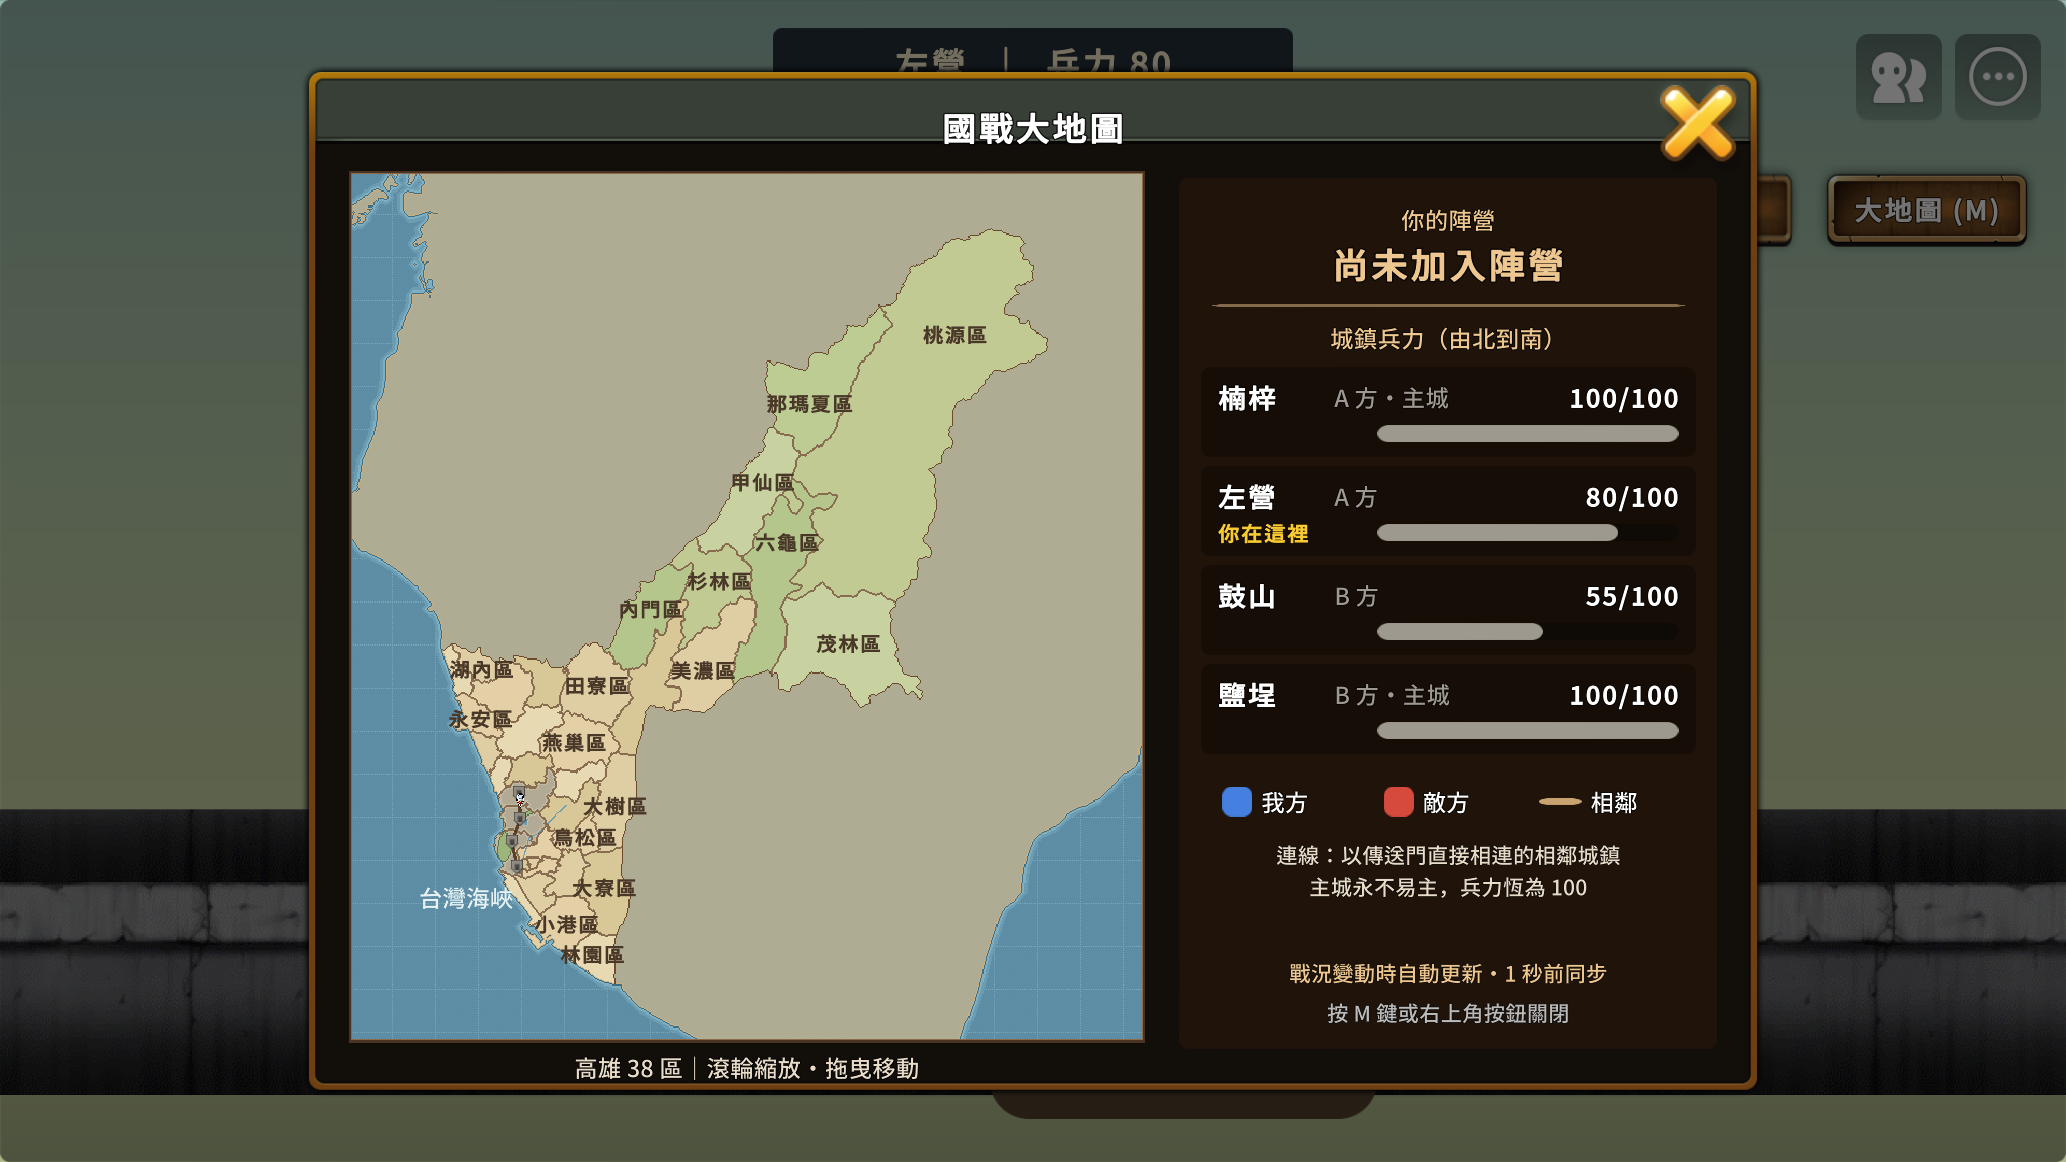 左營 ｜ 兵力 80
國戰大地圖
大地圖 (M)
你的陣營
尚未加入陣營
城鎮兵力（由北到南）
楠梓 A 方・主城 100/100
左營 A 方 80/100
你在這裡
鼓山 B 方 55/100
鹽埕 B 方・主城 100/100
我方 敵方 相鄰
連線：以傳送門直接相連的相鄰城鎮
主城永不易主，兵力恆為 100
戰況變動時自動更新・1 秒前同步
按 M 鍵或右上角按鈕關閉
桃源區
那瑪夏區
甲仙區
六龜區
杉林區
內門區
茂林區
美濃區
湖內區
田寮區
永安區
燕巢區
大樹區
鳥松區
大寮區
台灣海峽
小港區
林園區
高雄 38 區｜滾輪縮放・拖曳移動